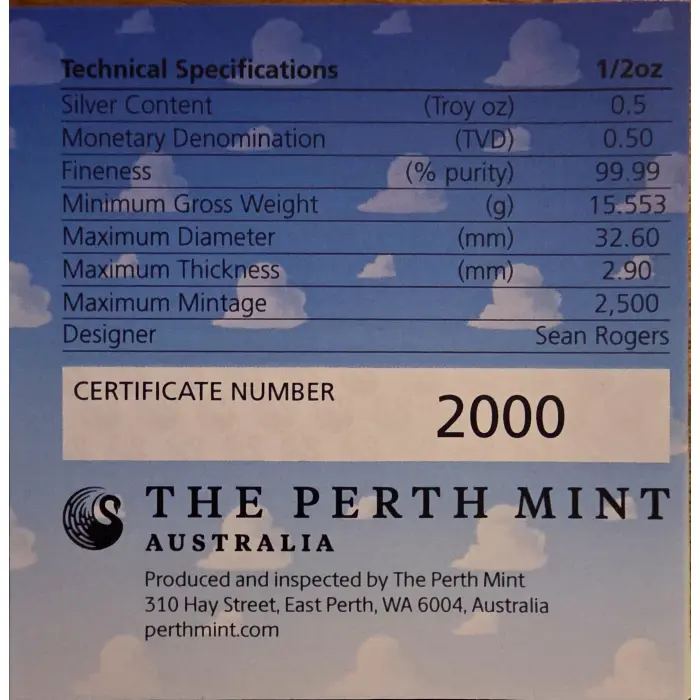 Technical Specifications 1/2oz
Silver Content (Troy oz) 0.5
Monetary Denomination (TVD) 0.50
Fineness (% purity) 99.99
Minimum Gross Weight (g) 15.553
Maximum Diameter (mm) 32.60
Maximum Thickness (mm) 2.90
Maximum Mintage 2,500
Designer Sean Rogers
CERTIFICATE NUMBER 2000
THE PERTH MINT
AUSTRALIA
Produced and inspected by The Perth Mint
310 Hay Street, East Perth, WA 6004, Australia
perthmint.com